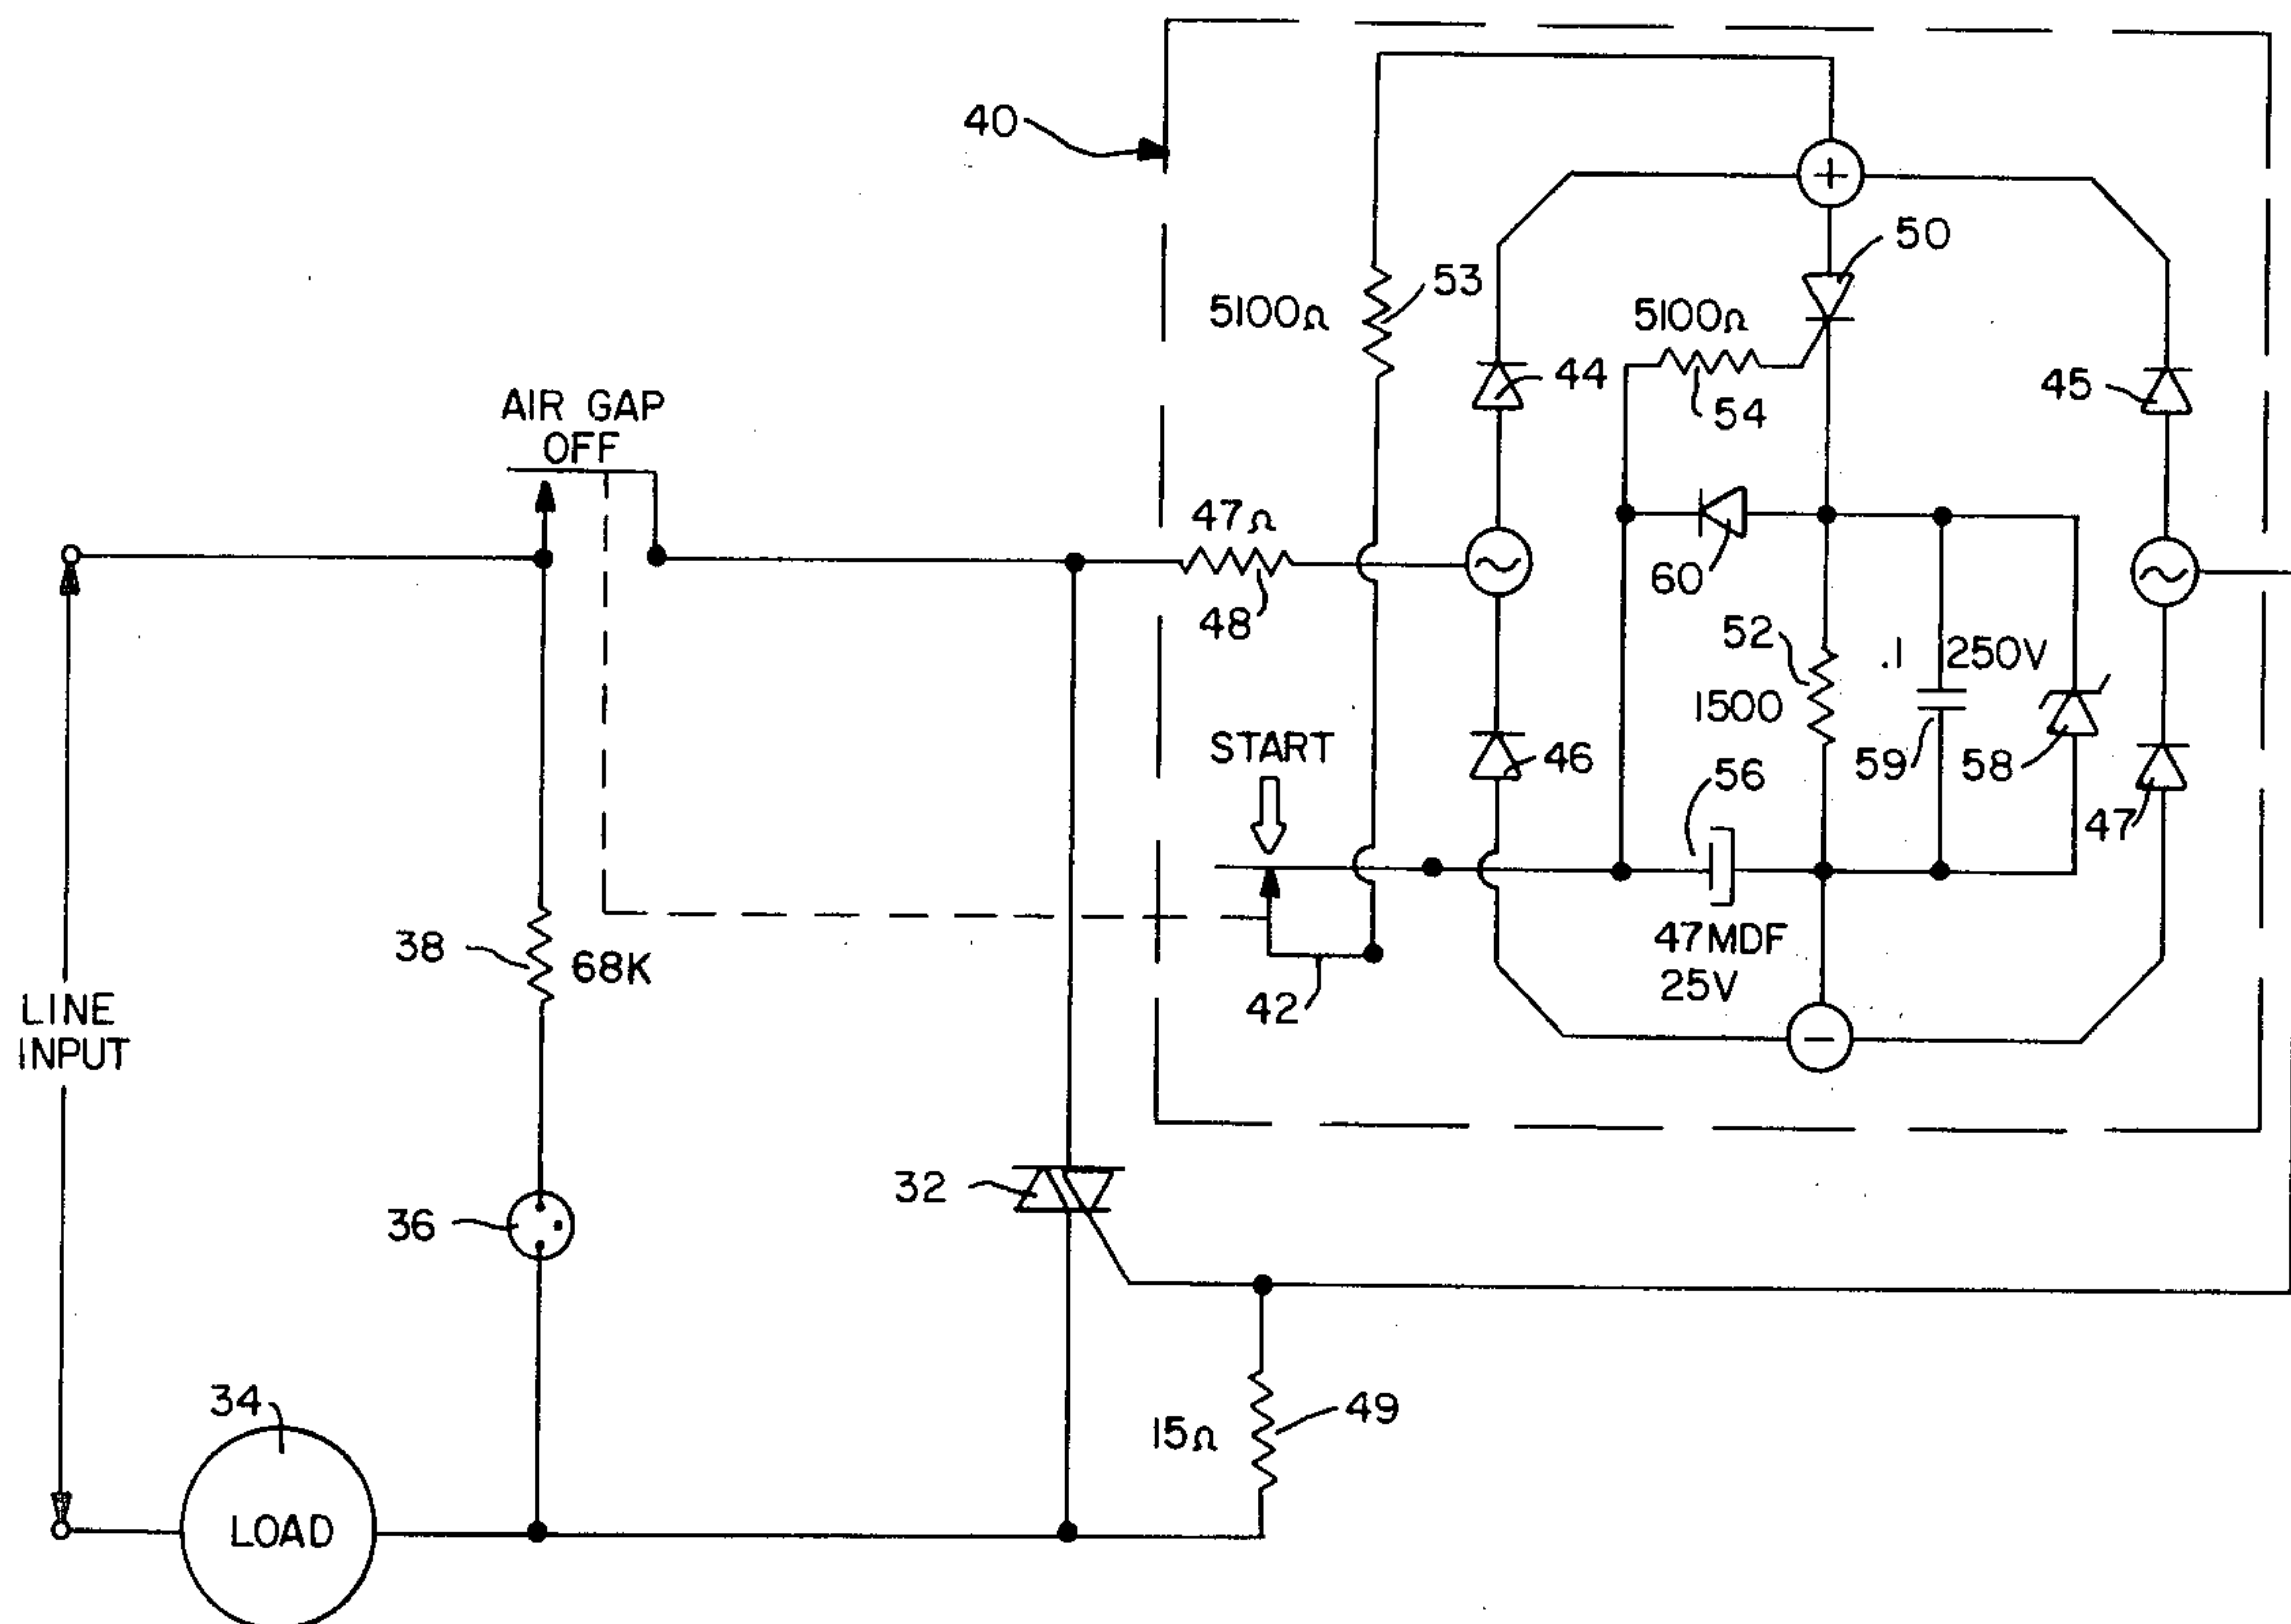 40
+
50
5100Ω
53
5100Ω
54
44
45
AIR GAP
OFF
47Ω
48
60
52
1500
.1
250V
59
58
START
46
56
47
38
68K
42
47MDF
25V
−
LINE
INPUT
32
36
34
LOAD
15Ω
49